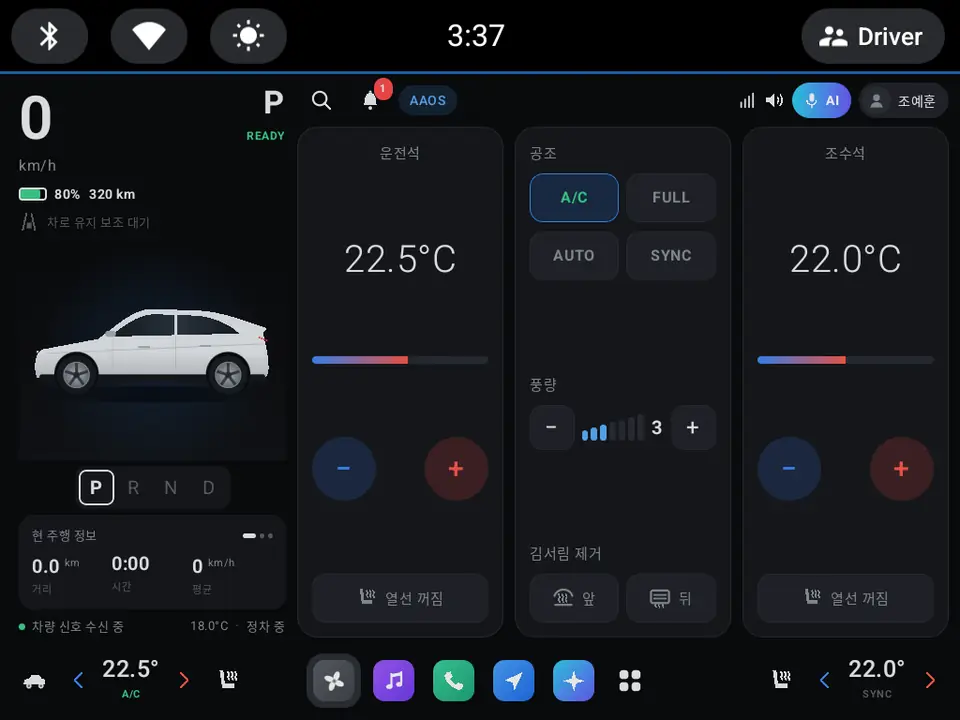 3:37
Driver
0
P
READY
km/h
80% 320 km
차로 유지 보조 대기
P R N D
현 주행 정보
0.0 km
0:00
0 km/h
거리
시간
평균
차량 신호 수신 중
18.0°C · 정차 중
1
AAOS
AI
조예훈
운전석
22.5°C
−
+
열선 꺼짐
공조
A/C
FULL
AUTO
SYNC
풍량
−
3
+
김서림 제거
앞
뒤
조수석
22.0°C
−
+
열선 꺼짐
22.5°
A/C
22.0°
SYNC